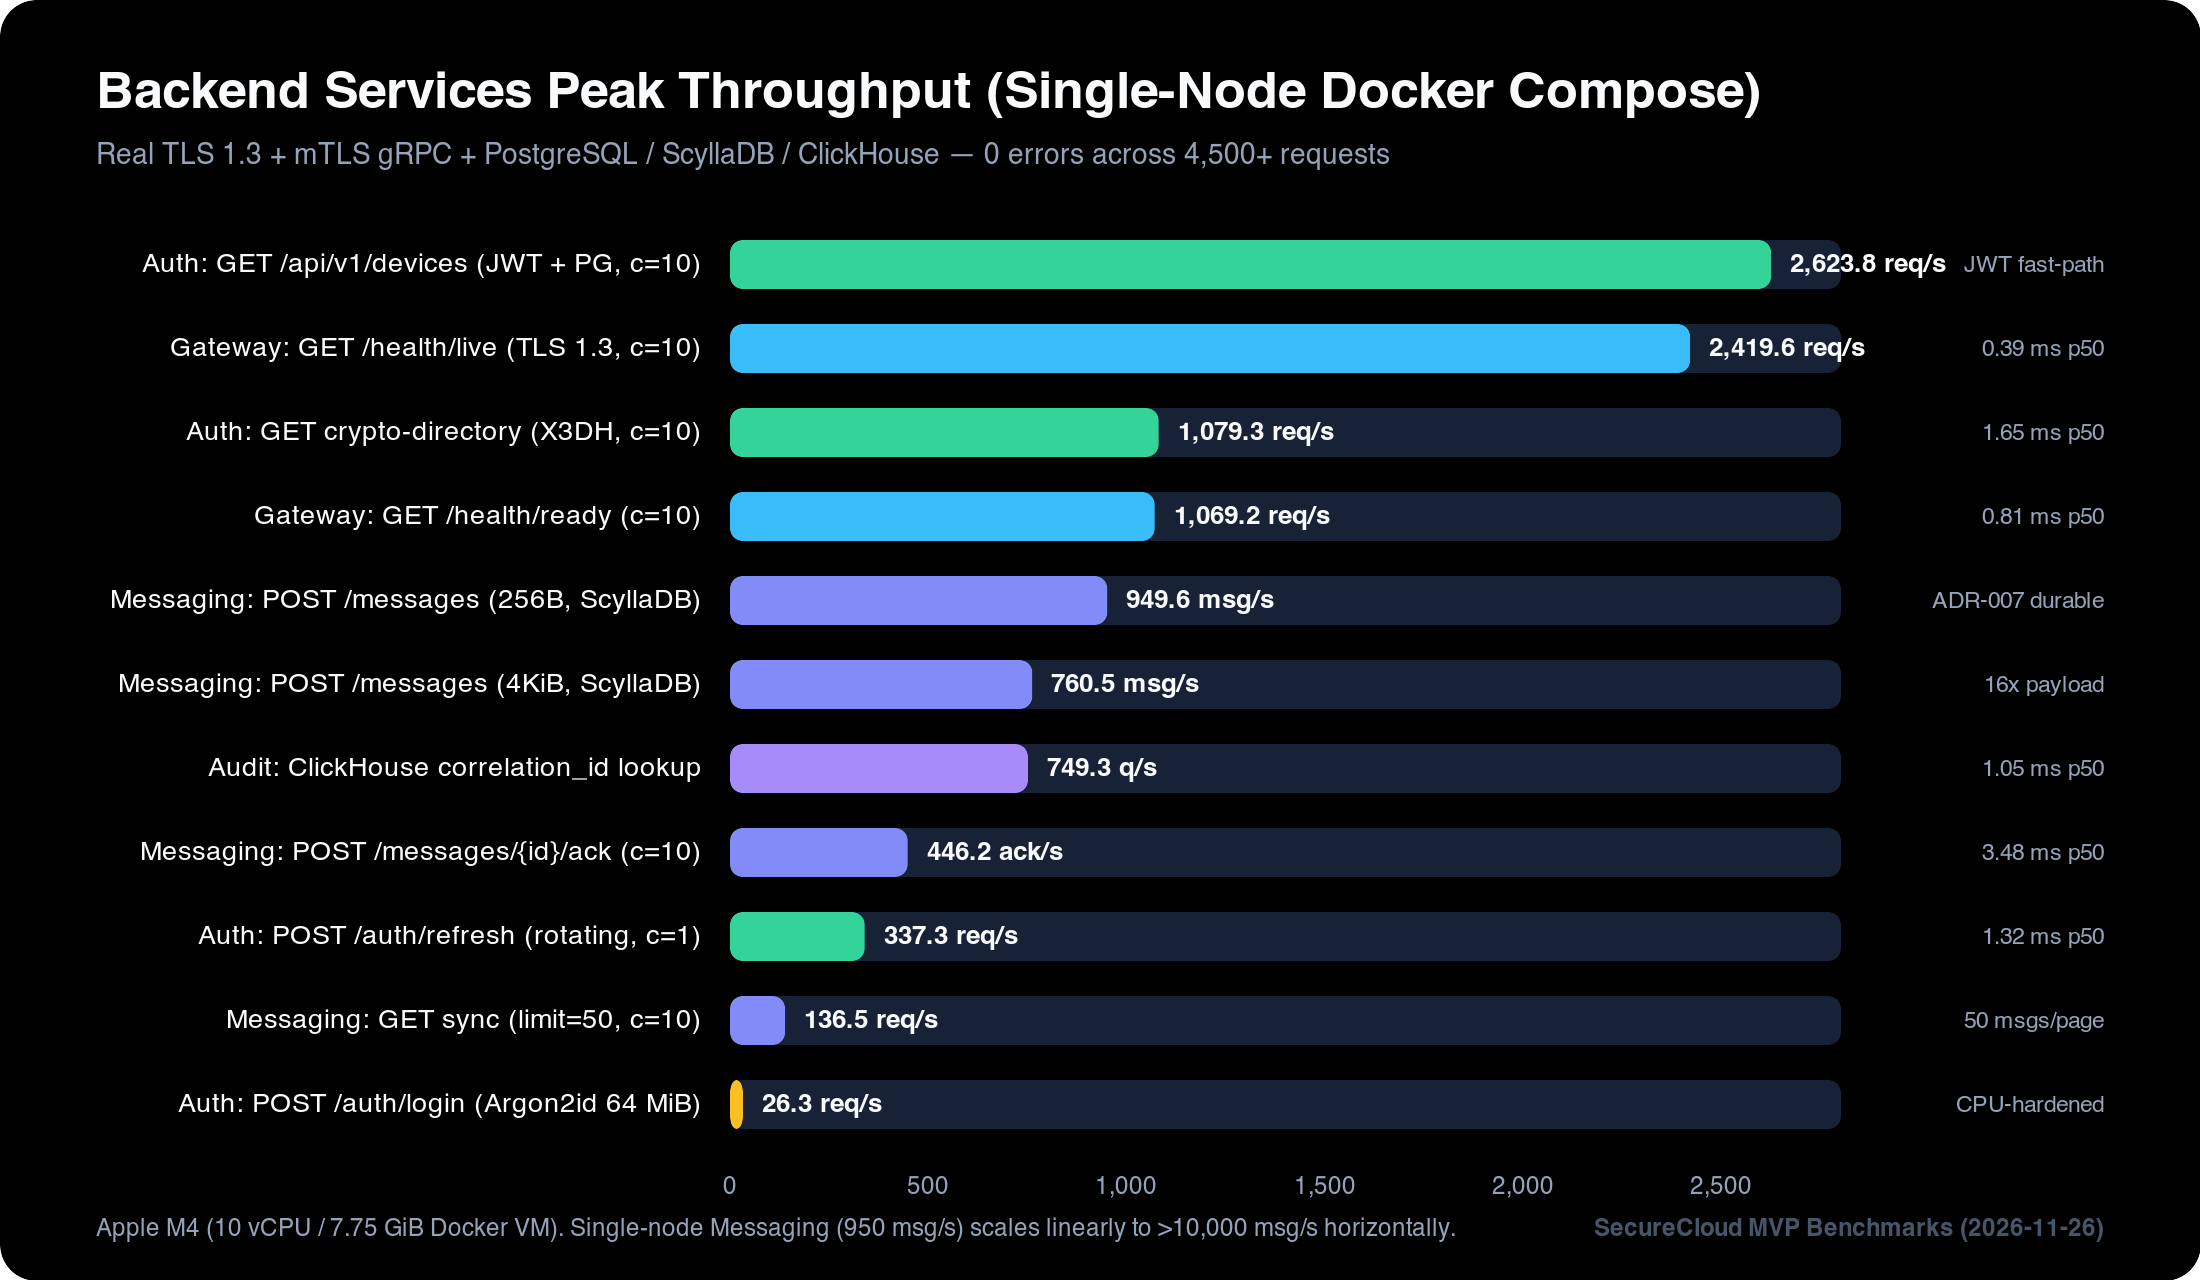 Backend Services Peak Throughput (Single-Node Docker Compose)
Real TLS 1.3 + mTLS gRPC + PostgreSQL / ScyllaDB / ClickHouse — 0 errors across 4,500+ requests
Auth: GET /api/v1/devices (JWT + PG, c=10) 2,623.8 req/s JWT fast-path
Gateway: GET /health/live (TLS 1.3, c=10) 2,419.6 req/s 0.39 ms p50
Auth: GET crypto-directory (X3DH, c=10) 1,079.3 req/s 1.65 ms p50
Gateway: GET /health/ready (c=10) 1,069.2 req/s 0.81 ms p50
Messaging: POST /messages (256B, ScyllaDB) 949.6 msg/s ADR-007 durable
Messaging: POST /messages (4KiB, ScyllaDB) 760.5 msg/s 16x payload
Audit: ClickHouse correlation_id lookup 749.3 q/s 1.05 ms p50
Messaging: POST /messages/{id}/ack (c=10) 446.2 ack/s 3.48 ms p50
Auth: POST /auth/refresh (rotating, c=1) 337.3 req/s 1.32 ms p50
Messaging: GET sync (limit=50, c=10) 136.5 req/s 50 msgs/page
Auth: POST /auth/login (Argon2id 64 MiB) 26.3 req/s CPU-hardened
0 500 1,000 1,500 2,000 2,500
Apple M4 (10 vCPU / 7.75 GiB Docker VM). Single-node Messaging (950 msg/s) scales linearly to >10,000 msg/s horizontally. SecureCloud MVP Benchmarks (2026-11-26)